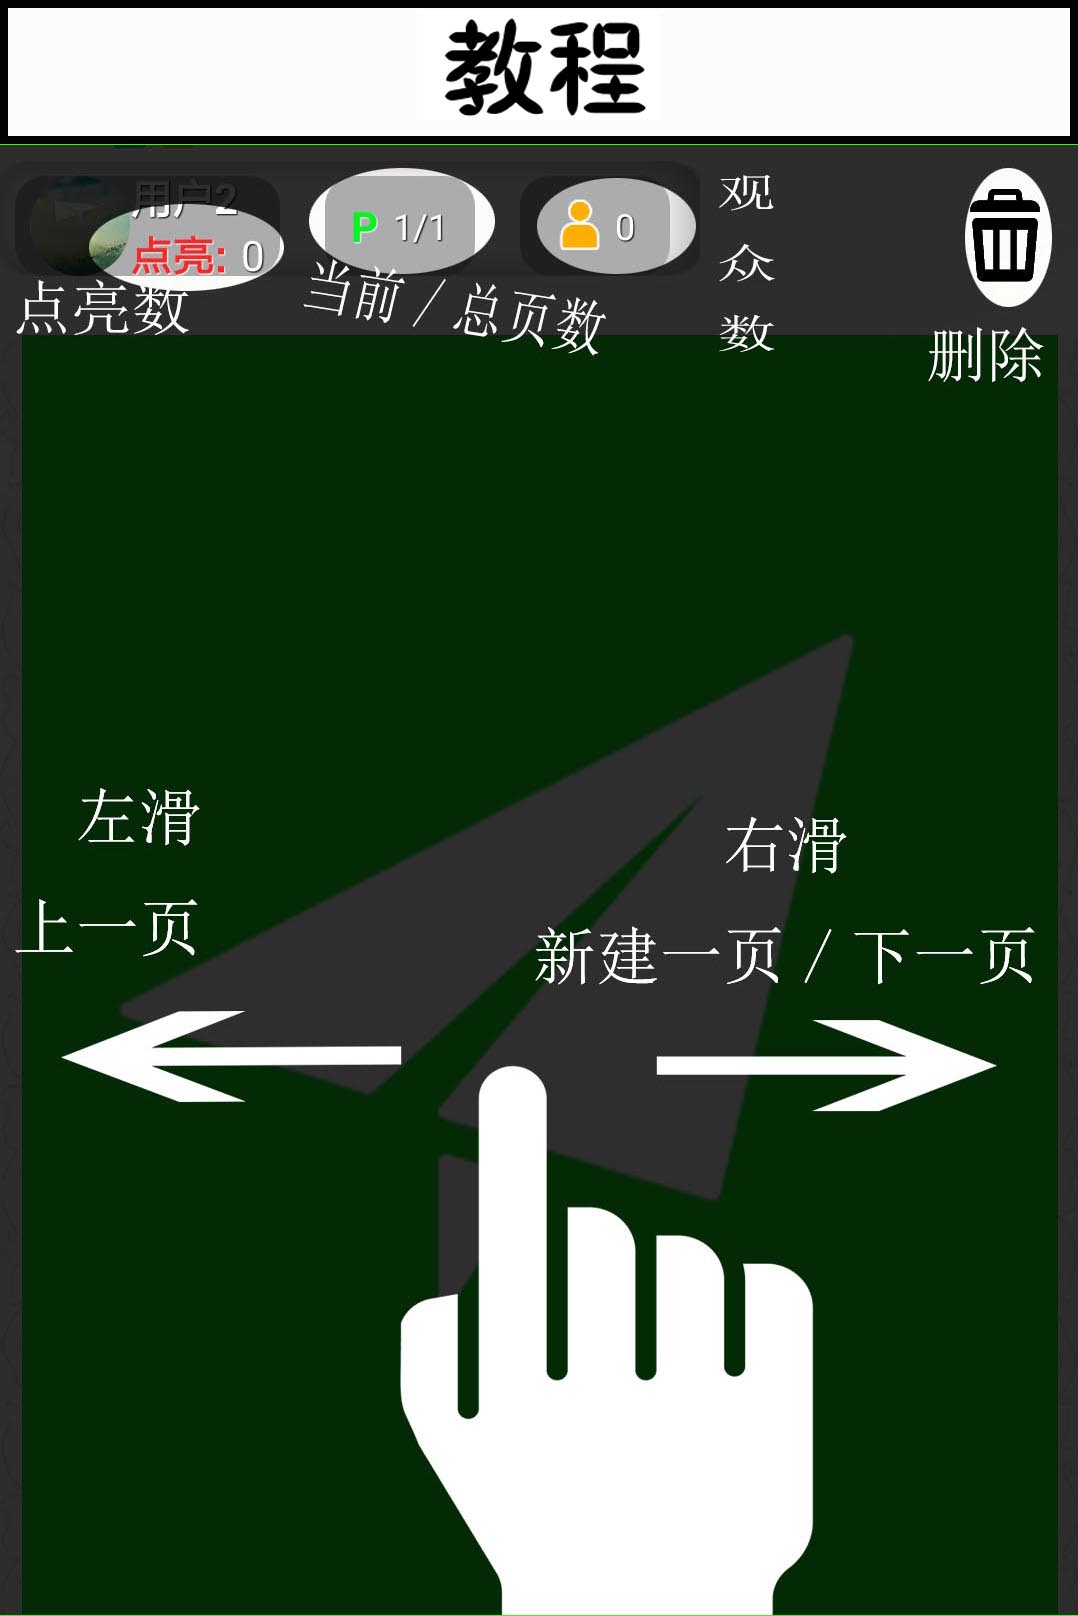 教程
用户2
点亮: 0
P 1/1
0
点亮数
当前 / 总页数
观众数
删除
左滑
上一页
右滑
新建一页 / 下一页